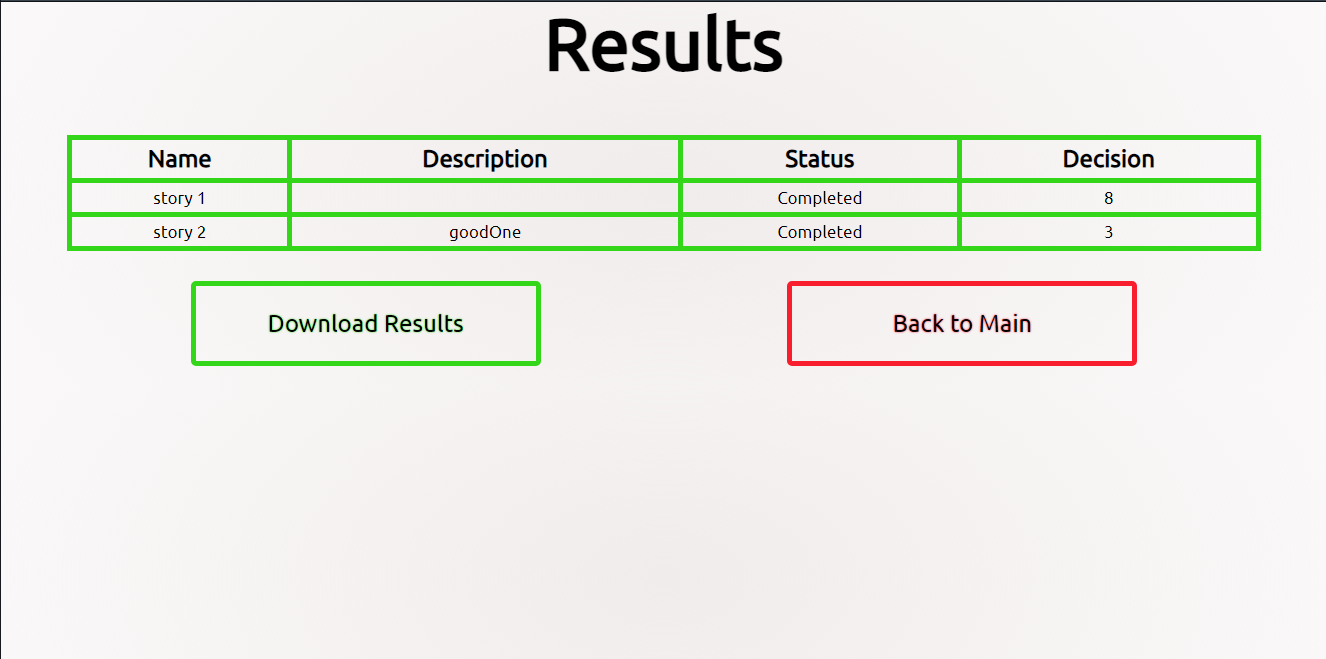 Results
Name Description Status Decision
story 1 Completed 8
story 2 goodOne Completed 3
Download Results Back to Main